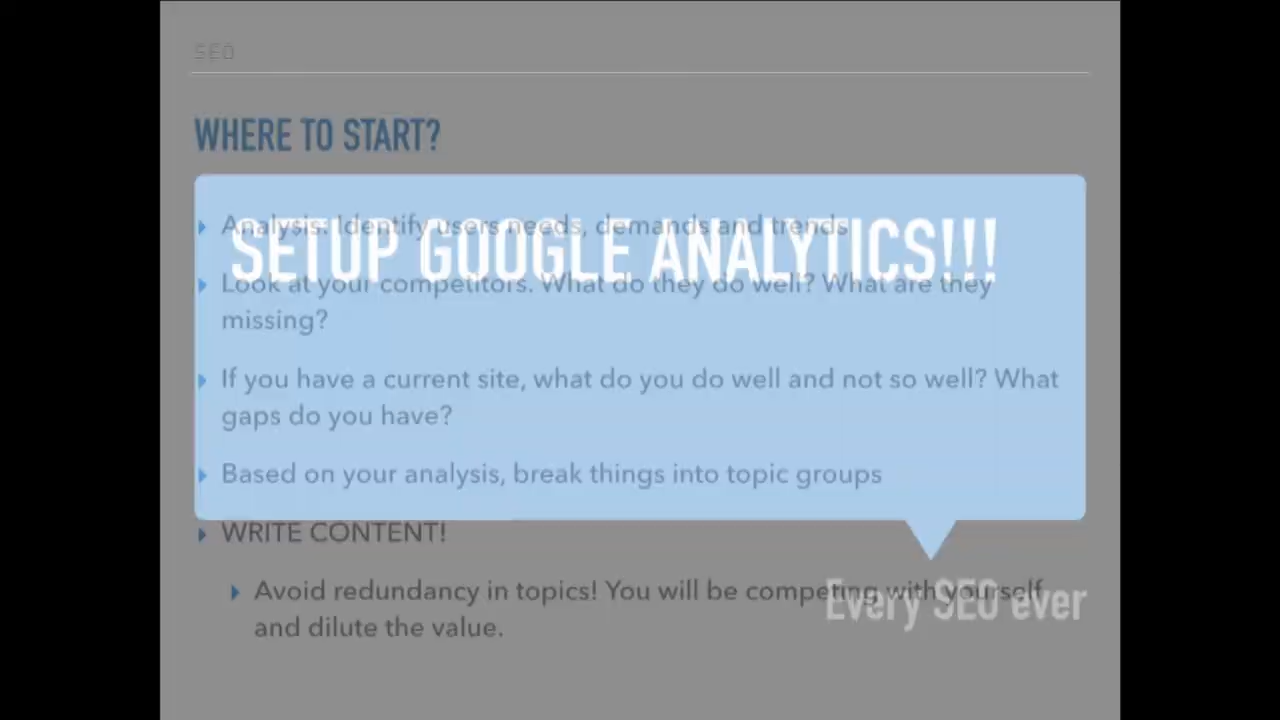 SEO
WHERE TO START?
Analysis: Identify users needs, demands and trends
SETUP GOOGLE ANALYTICS!!!
Look at your competitors. What do they do well? What are they
missing?
If you have a current site, what do you do well and not so well? What
gaps do you have?
Based on your analysis, break things into topic groups
WRITE CONTENT!
Avoid redundancy in topics! You will be competing with yourself
and dilute the value.
Every SEO ever